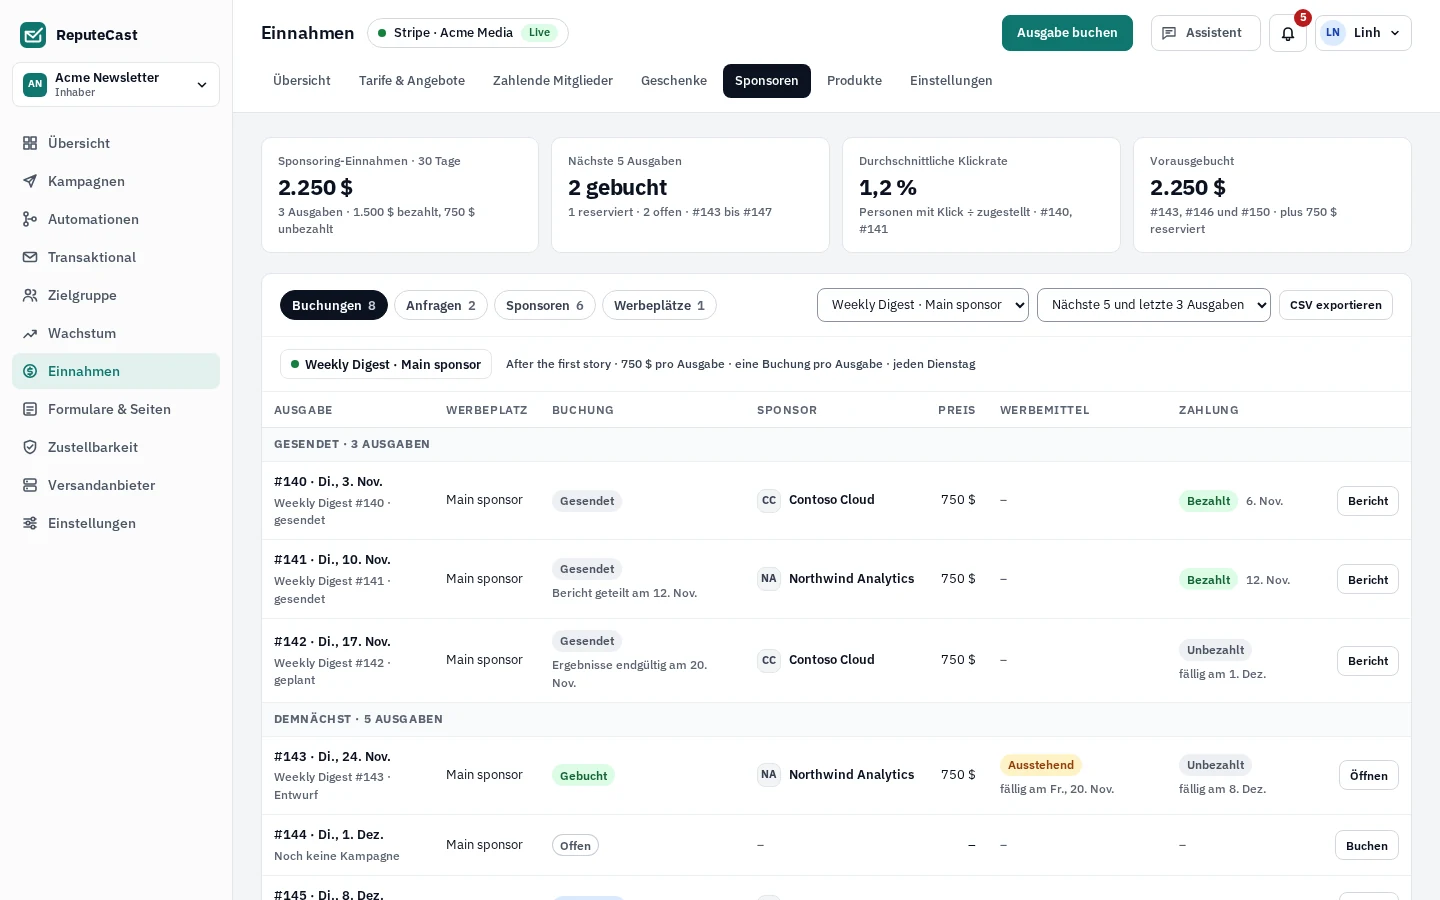 ReputeCast
AN
Acme Newsletter
Inhaber
Übersicht
Kampagnen
Automationen
Transaktional
Zielgruppe
Wachstum
Einnahmen
Formulare & Seiten
Zustellbarkeit
Versandanbieter
Einstellungen
Einnahmen
Stripe · Acme Media Live
Ausgabe buchen
Assistent
5
LN Linh
Übersicht Tarife & Angebote Zahlende Mitglieder Geschenke Sponsoren Produkte Einstellungen
Sponsoring-Einnahmen · 30 Tage
2.250 $
3 Ausgaben · 1.500 $ bezahlt, 750 $
unbezahlt
Nächste 5 Ausgaben
2 gebucht
1 reserviert · 2 offen · #143 bis #147
Durchschnittliche Klickrate
1,2 %
Personen mit Klick ÷ zugestellt · #140,
#141
Vorausgebucht
2.250 $
#143, #146 und #150 · plus 750 $
reserviert
Buchungen 8 Anfragen 2 Sponsoren 6 Werbeplätze 1
Weekly Digest · Main sponsor
Nächste 5 und letzte 3 Ausgaben
CSV exportieren
Weekly Digest · Main sponsor After the first story · 750 $ pro Ausgabe · eine Buchung pro Ausgabe · jeden Dienstag
AUSGABE WERBEPLATZ BUCHUNG SPONSOR PREIS WERBEMITTEL ZAHLUNG
GESENDET · 3 AUSGABEN
#140 · Di., 3. Nov.
Weekly Digest #140 ·
gesendet
Main sponsor
Gesendet
CC Contoso Cloud
750 $
–
Bezahlt 6. Nov.
Bericht
#141 · Di., 10. Nov.
Weekly Digest #141 ·
gesendet
Main sponsor
Gesendet
Bericht geteilt am 12. Nov.
NA Northwind Analytics
750 $
–
Bezahlt 12. Nov.
Bericht
#142 · Di., 17. Nov.
Weekly Digest #142 ·
geplant
Main sponsor
Gesendet
Ergebnisse endgültig am 20.
Nov.
CC Contoso Cloud
750 $
–
Unbezahlt
fällig am 1. Dez.
Bericht
DEMNÄCHST · 5 AUSGABEN
#143 · Di., 24. Nov.
Weekly Digest #143 ·
Entwurf
Main sponsor
Gebucht
NA Northwind Analytics
750 $
Ausstehend
fällig am Fr., 20. Nov.
Unbezahlt
fällig am 8. Dez.
Öffnen
#144 · Di., 1. Dez.
Noch keine Kampagne
Main sponsor
Offen
–
–
–
–
Buchen
#145 · Di., 8. Dez.